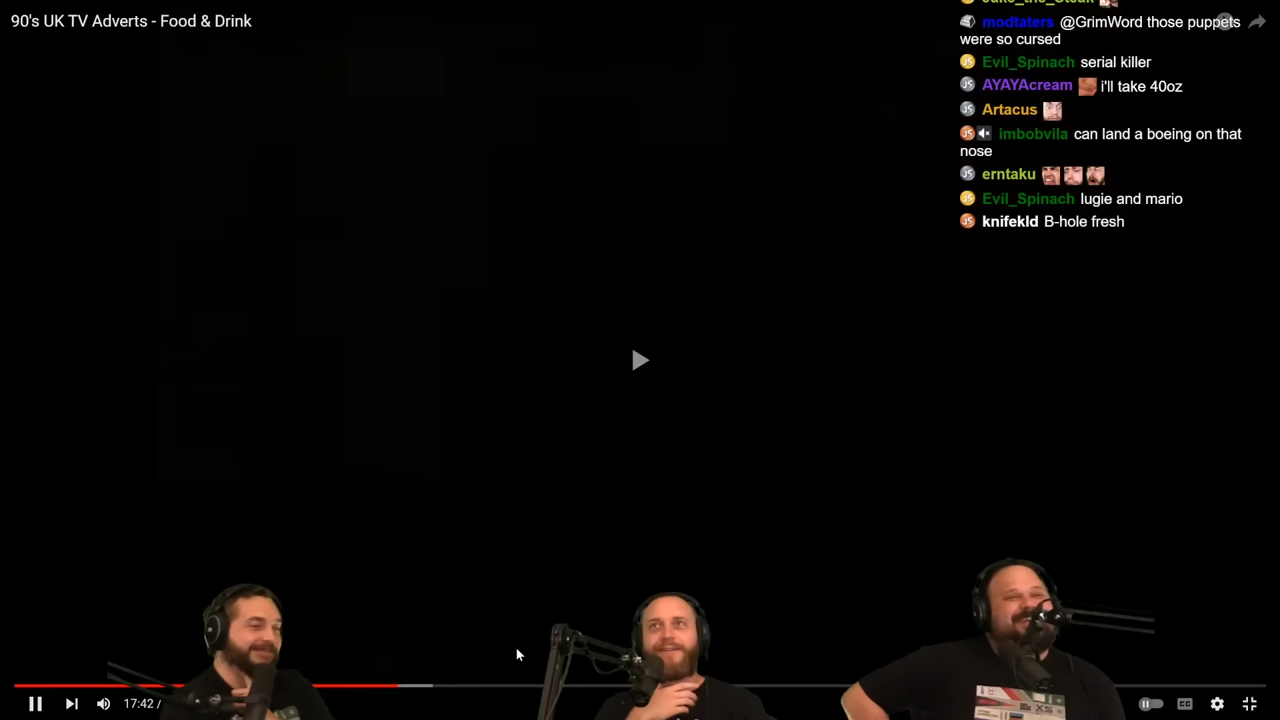 90's UK TV Adverts - Food & Drink
modtaters @GrimWord those puppets
were so cursed
Evil_Spinach serial killer
AYAYAcream i'll take 40oz
Artacus
imbobvila can land a boeing on that
nose
erntaku
Evil_Spinach lugie and mario
knifekld B-hole fresh
17:42 /
CC